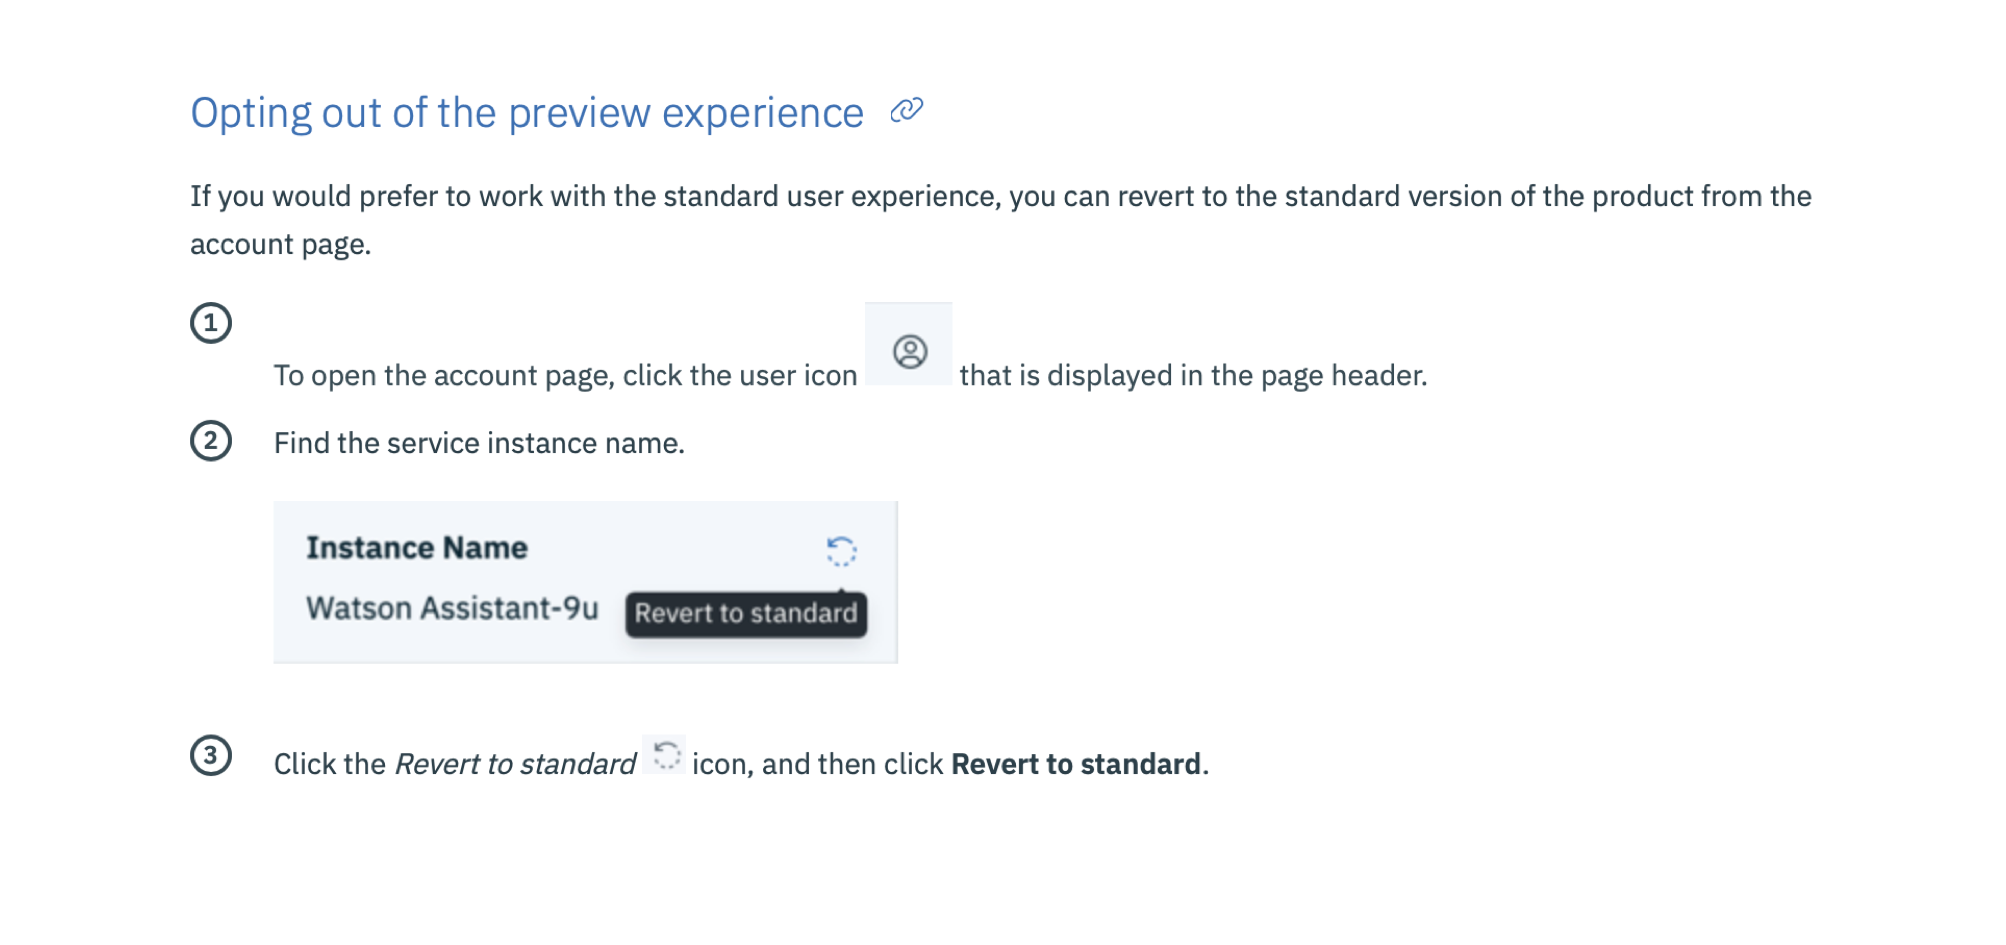 Opting out of the preview experience
If you would prefer to work with the standard user experience, you can revert to the standard version of the product from the
account page.
1
To open the account page, click the user icon that is displayed in the page header.
2 Find the service instance name.
Instance Name
Watson Assistant-9u Revert to standard
3 Click the Revert to standard icon, and then click Revert to standard.